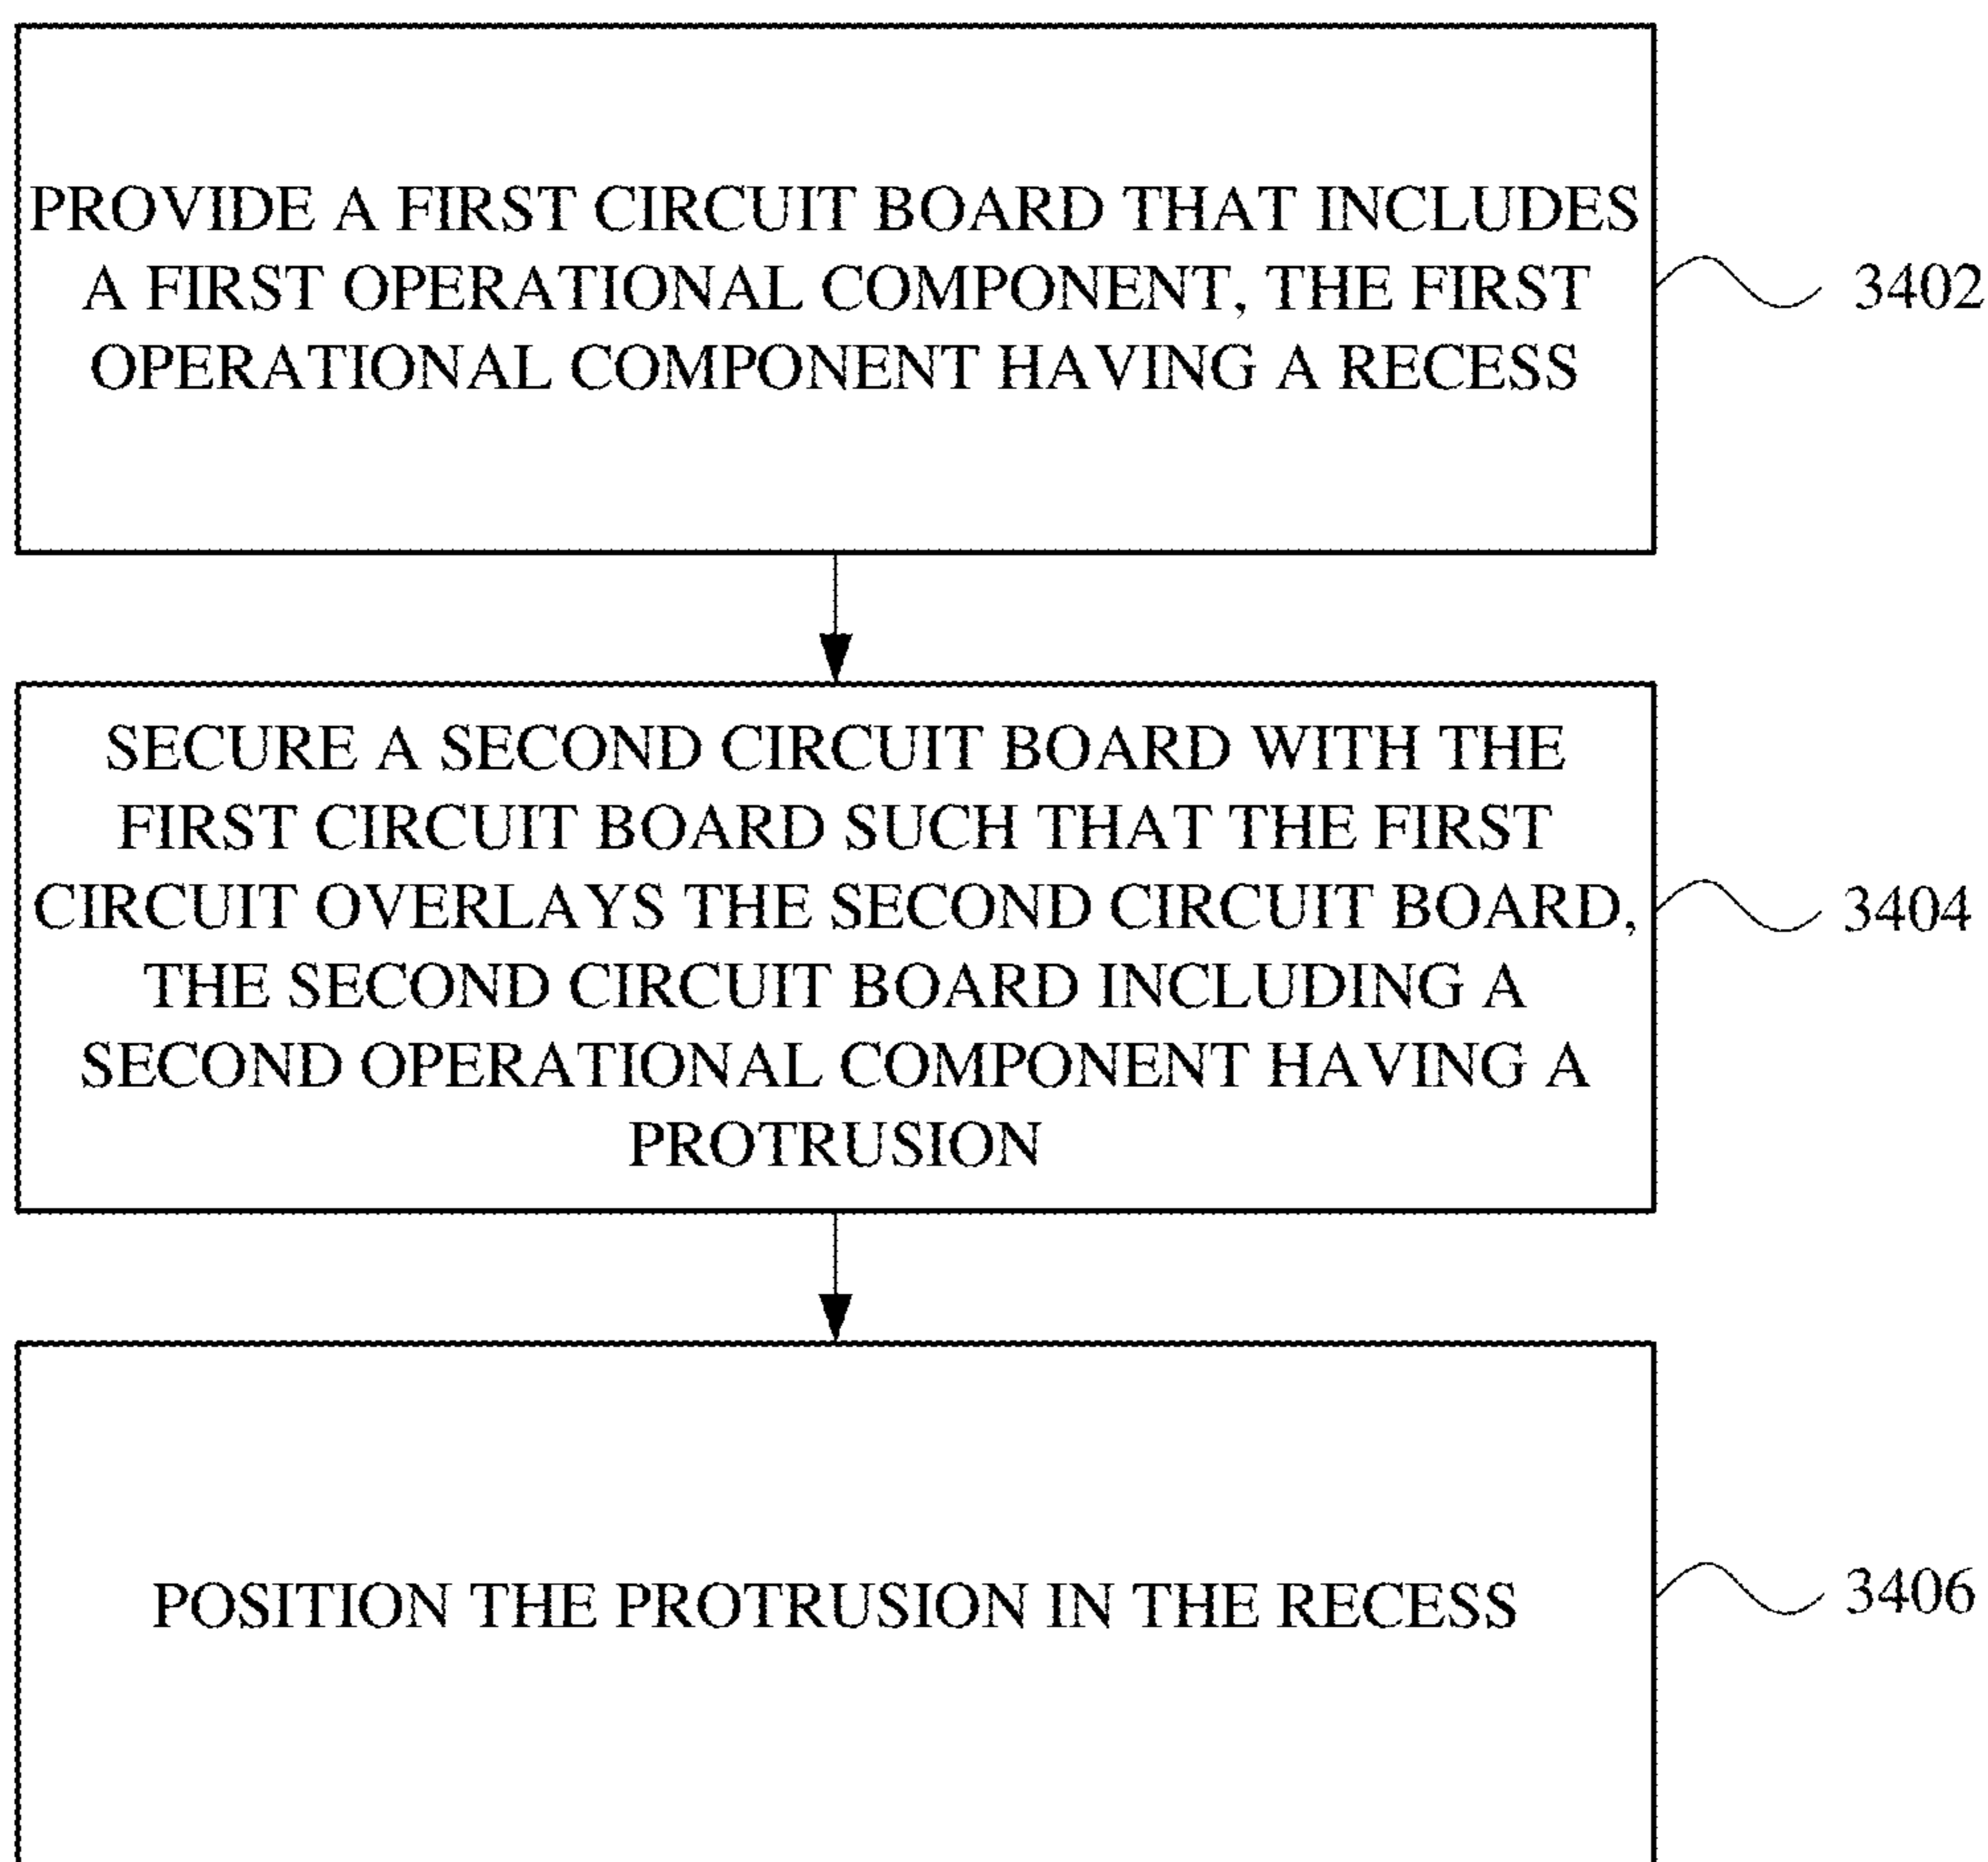 PROVIDE A FIRST CIRCUIT BOARD THAT INCLUDES
A FIRST OPERATIONAL COMPONENT, THE FIRST
OPERATIONAL COMPONENT HAVING A RECESS
3402
SECURE A SECOND CIRCUIT BOARD WITH THE
FIRST CIRCUIT BOARD SUCH THAT THE FIRST
CIRCUIT OVERLAYS THE SECOND CIRCUIT BOARD,
THE SECOND CIRCUIT BOARD INCLUDING A
SECOND OPERATIONAL COMPONENT HAVING A
PROTRUSION
3404
POSITION THE PROTRUSION IN THE RECESS
3406